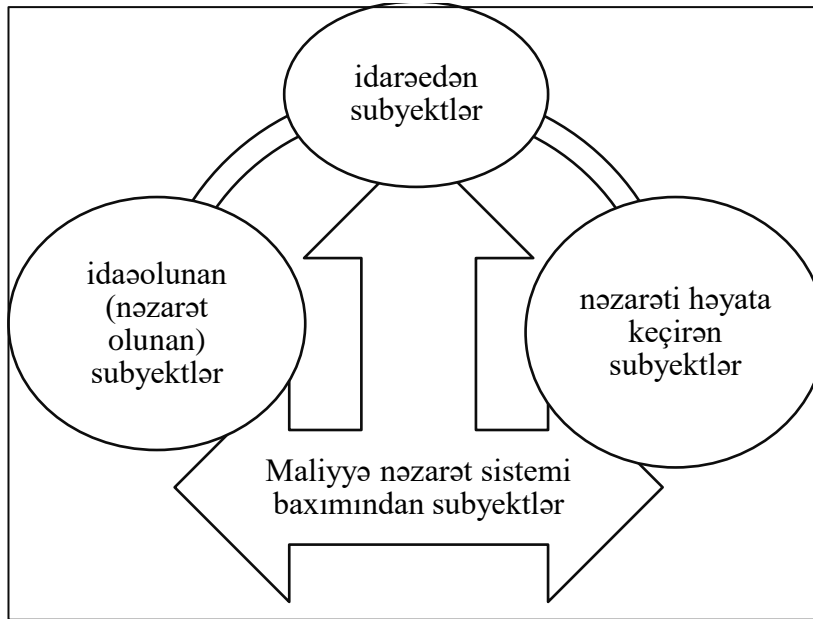 idarəedən
subyektlər
idaəolunan
(nəzarət
olunan)
subyektlər
nəzarəti həyata
keçirən
subyektlər
Maliyyə nəzarət sistemi
baxımından subyektlər